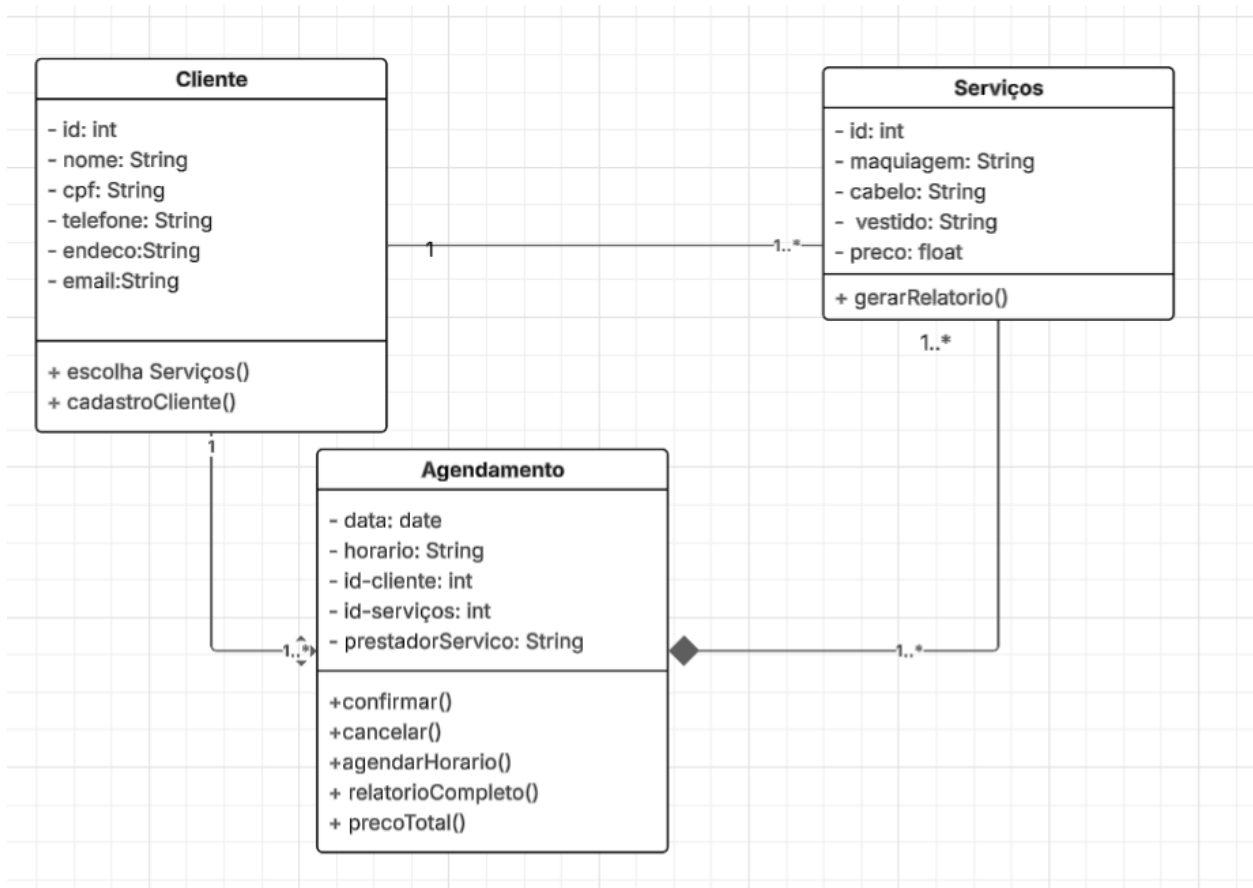 Cliente
- id: int
- nome: String
- cpf: String
- telefone: String
- endeco:String
- email:String
+ escolha Serviços()
+ cadastroCliente()
1
1..*
Serviços
- id: int
- maquiagem: String
- cabelo: String
- vestido: String
- preco: float
+ gerarRelatorio()
1..*
1
1..*
Agendamento
- data: date
- horario: String
- id-cliente: int
- id-serviços: int
- prestadorServico: String
+confirmar()
+cancelar()
+agendarHorario()
+ relatorioCompleto()
+ precoTotal()
1..*